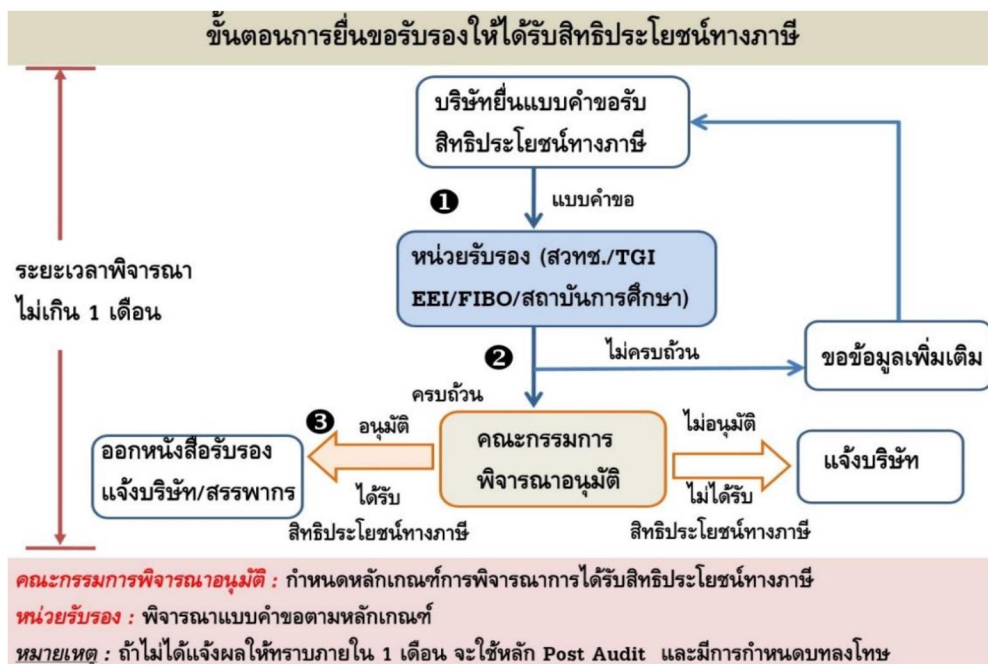 ขั้นตอนการยื่นขอรับรองให้ได้รับสิทธิประโยชน์ทางภาษี
บริษัทยื่นแบบคำขอรับ
สิทธิประโยชน์ทางภาษี
❶
แบบคำขอ
หน่วยรับรอง (สวทช./TGI
EEI/FIBO/สถาบันการศึกษา)
ระยะเวลาพิจารณา
ไม่เกิน 1 เดือน
❷
ไม่ครบถ้วน
ขอข้อมูลเพิ่มเติม
ครบถ้วน
❸
อนุมัติ
ออกหนังสือรับรอง
แจ้งบริษัท/สรรพากร
ได้รับ
สิทธิประโยชน์ทางภาษี
คณะกรรมการ
พิจารณาอนุมัติ
ไม่อนุมัติ
ไม่ได้รับ
สิทธิประโยชน์ทางภาษี
แจ้งบริษัท
คณะกรรมการพิจารณาอนุมัติ : กำหนดหลักเกณฑ์การพิจารณาการได้รับสิทธิประโยชน์ทางภาษี
หน่วยรับรอง : พิจารณาแบบคำขอตามหลักเกณฑ์
หมายเหตุ : ถ้าไม่ได้แจ้งผลให้ทราบภายใน 1 เดือน จะใช้หลัก Post Audit และมีการกำหนดบทลงโทษ